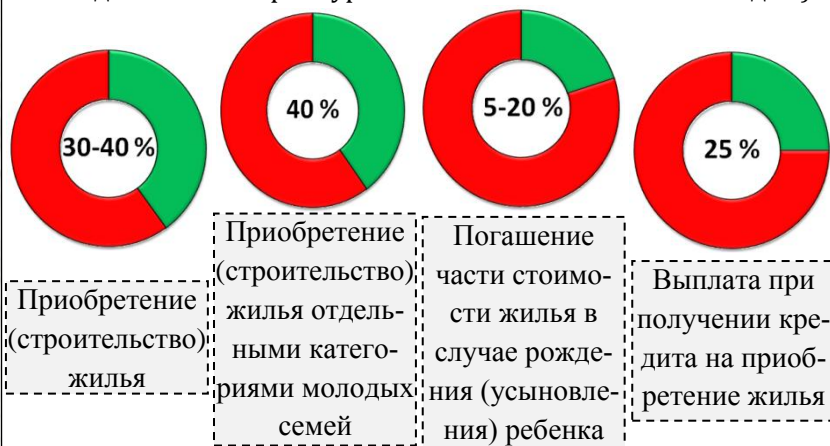 30-40 %
40 %
5-20 %
25 %
Приобретение
(строительство)
жилья
Приобретение
(строительство)
жилья отдель-
ными катего-
риями молодых
семей
Погашение
части стоимо-
сти жилья в
случае рожде-
ния (усыновле-
ния) ребенка
Выплата при
получении кре-
дита на приоб-
ретение жилья